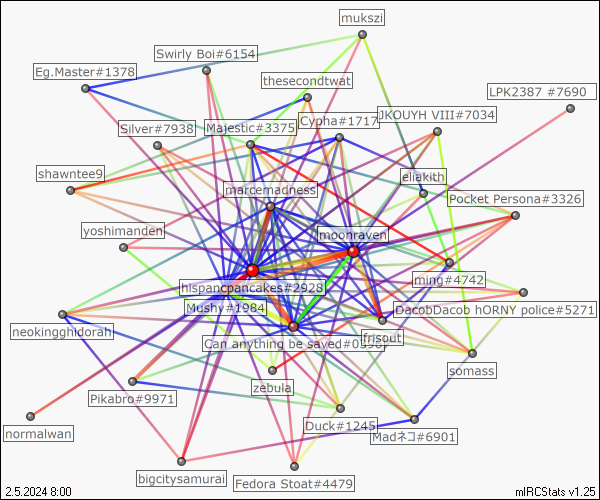 mukszi
Swirly Boi#6154
Eg.Master#1378
thesecondtwat
LPK2387 #7690
Cypha#1717
JKOUYH VIII#7034
Silver#7938
Majestic#3375
shawntee9
eliakith
marcemadness
Pocket Persona#3326
yoshimanden
moonraven
ming#4742
hispancpancakes#2928
Mushy#1984
DacobDacob hORNY police#5271
neokingghidorah
Can anything be saved#0
frisout
somass
zebula
Pikabro#9971
Duck#1245
normalwan
Madネコ#6901
bigcitysamurai
Fedora Stoat#4479
2.5.2024 8:00
mIRCStats v1.25